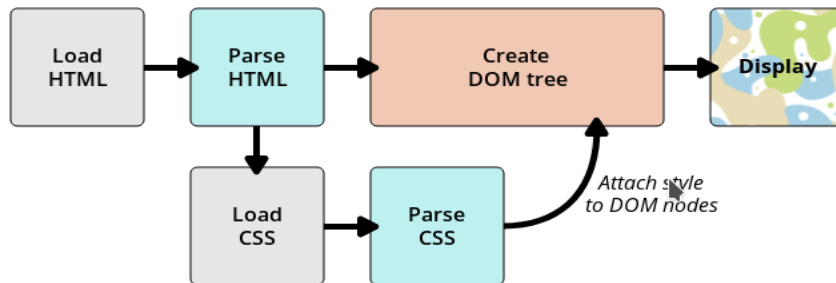 Load
HTML
Parse
HTML
Create
DOM tree
Display
Load
CSS
Parse
CSS
Attach style
to DOM nodes